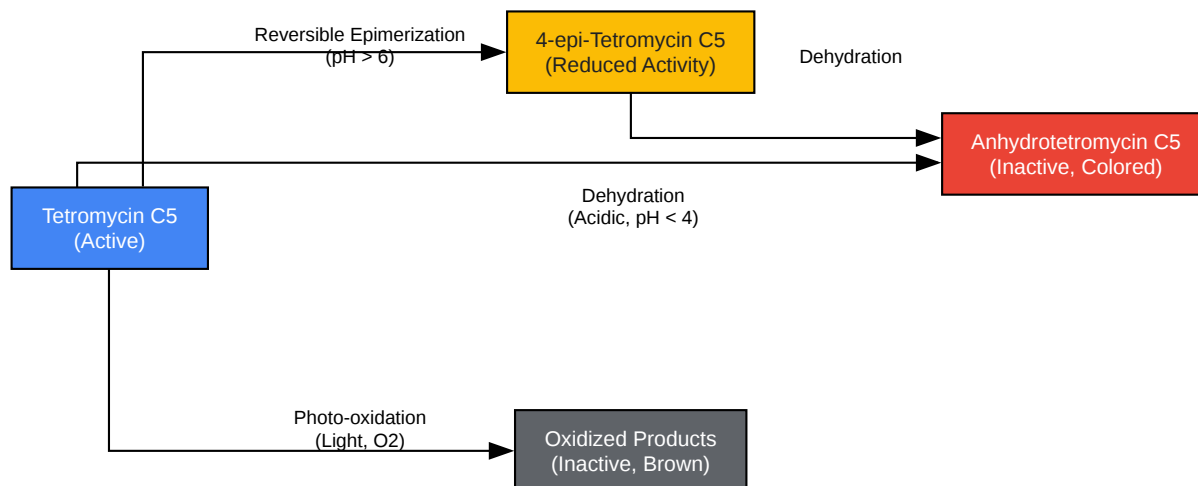 Reversible Epimerization
(pH > 6)
4-epi-Tetromycin C5
(Reduced Activity)
Dehydration
Anhydrotetromycin C5
(Inactive, Colored)
Tetromycin C5
(Active)
Dehydration
(Acidic, pH < 4)
Photo-oxidation
(Light, O2)
Oxidized Products
(Inactive, Brown)